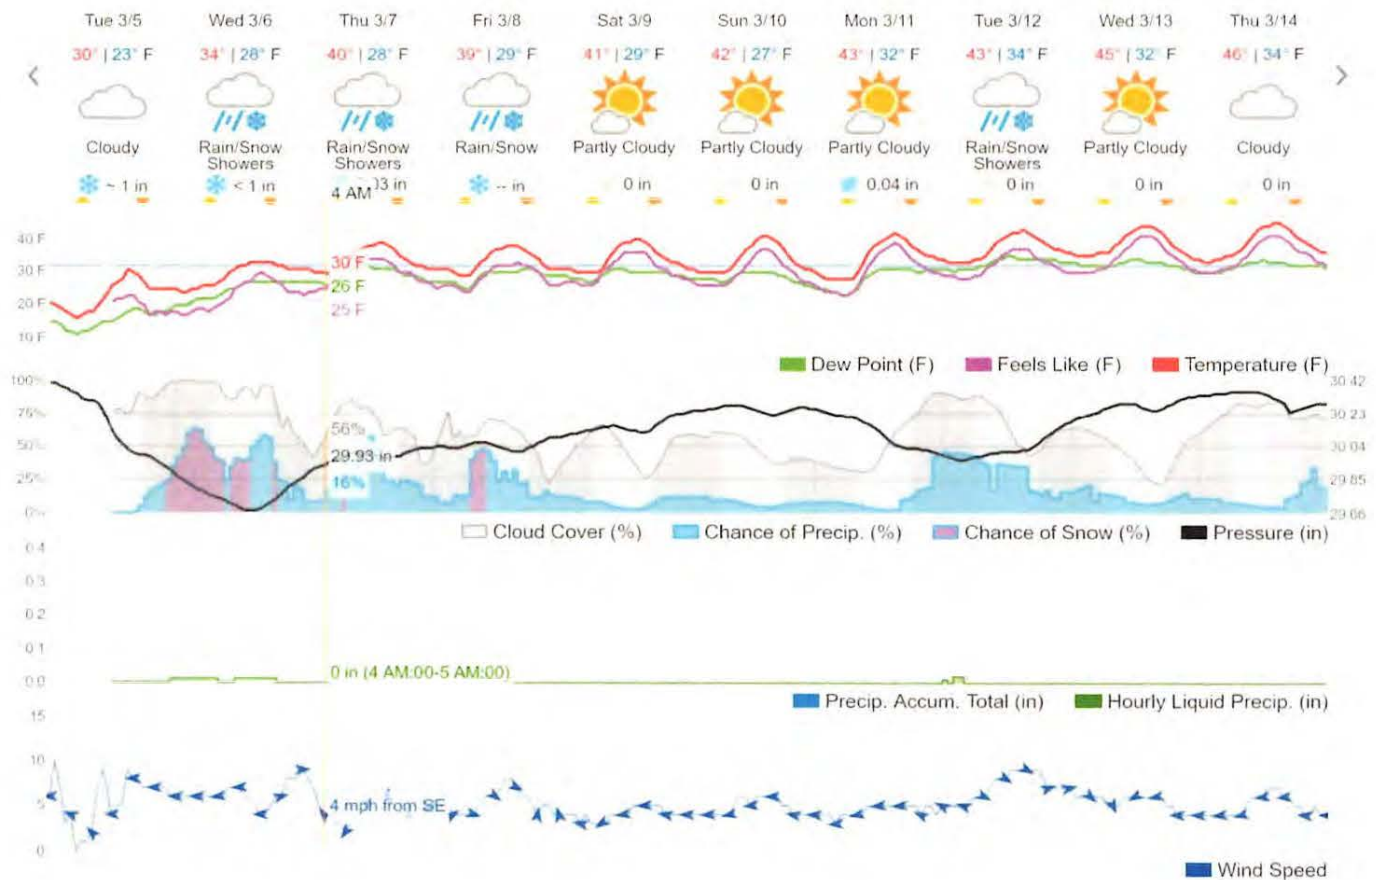 Tue 3/5 Wed 3/6 Thu 3/7 Fri 3/8 Sat 3/9 Sun 3/10 Mon 3/11 Tue 3/12 Wed 3/13 Thu 3/14
30° | 23° F 34° | 28° F 40° | 28° F 39° | 29° F 41° | 29° F 42° | 27° F 43° | 32° F 43° | 34° F 45° | 32° F 46° | 34° F
Cloudy Rain/Snow Rain/Snow Rain/Snow Partly Cloudy Partly Cloudy Partly Cloudy Rain/Snow Partly Cloudy Cloudy
Showers Showers Showers
~ 1 in < 1 in 03 in -- in 0 in 0 in 0.04 in 0 in 0 in 0 in
4 AM
40 F
30 F 30 F
26 F
20 F 25 F
10 F
Dew Point (F) Feels Like (F) Temperature (F)
100% 30.42
75% 56% 30.23
50% 29.93 in 30.04
25% 16% 29.85
0% 29.66
Cloud Cover (%) Chance of Precip. (%) Chance of Snow (%) Pressure (in)
0.4
0.3
0.2
0.1
0.0 0 in (4 AM:00-5 AM:00)
Precip. Accum. Total (in) Hourly Liquid Precip. (in)
15
10
5 4 mph from SE
0
Wind Speed